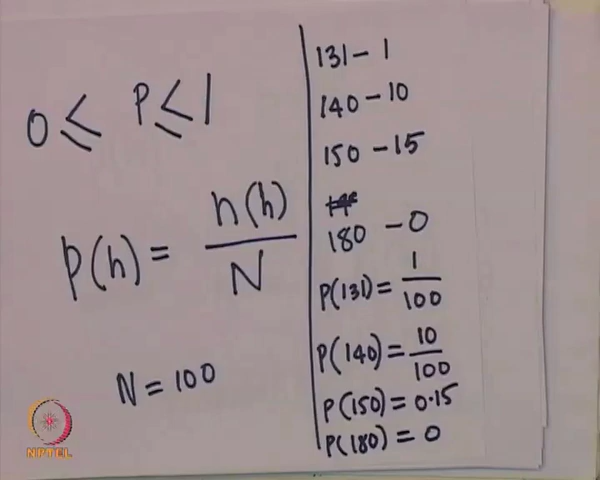 0 ≤ P ≤ 1
P(h) = n(h)/N
N = 100
131 - 1
140 - 10
150 - 15
180 - 0
P(131) = 1/100
P(140) = 10/100
P(150) = 0.15
P(180) = 0
NPTEL